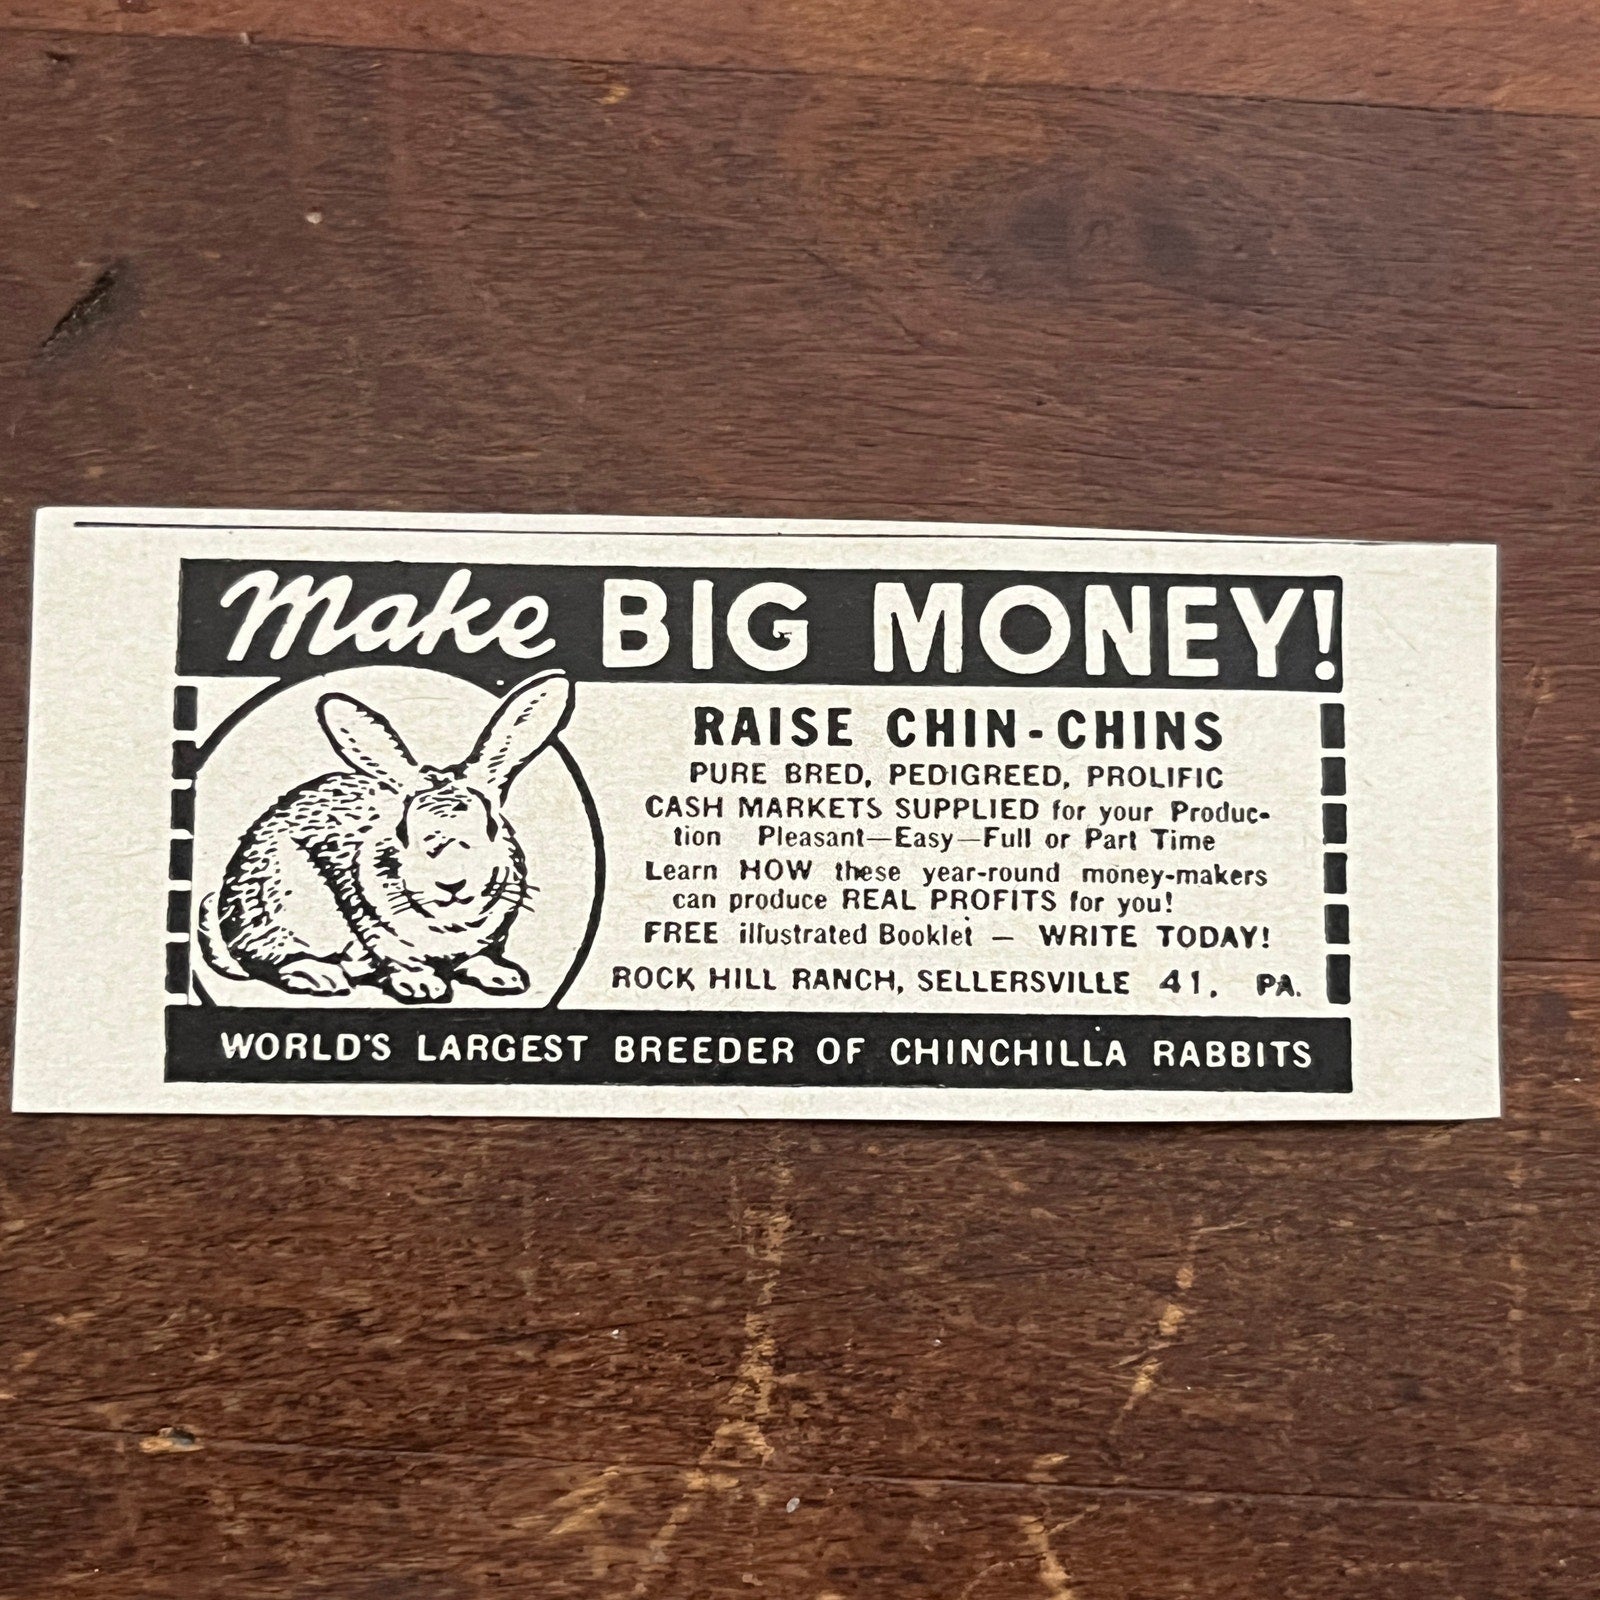 Make BIG MONEY!
RAISE CHIN-CHINS
PURE BRED, PEDIGREED, PROLIFIC
CASH MARKETS SUPPLIED for your Produc-
tion Pleasant—Easy—Full or Part Time
Learn HOW these year-round money-makers
can produce REAL PROFITS for you!
FREE illustrated Booklet — WRITE TODAY!
ROCK HILL RANCH, SELLERSVILLE 41, PA.
WORLD'S LARGEST BREEDER OF CHINCHILLA RABBITS